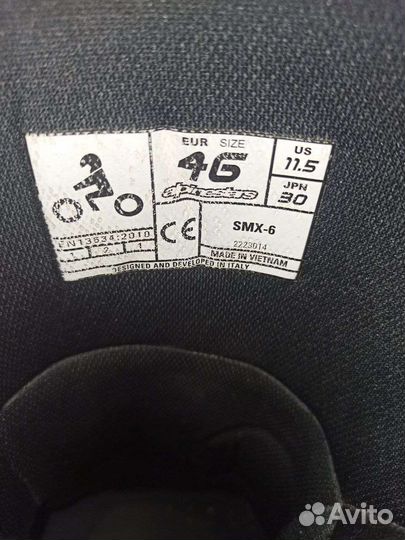 EUR SIZE
46
alpinestars
US
11.5
JPN
30
EN13634:2010
1 2 1
CE
SMX-6
2223014
MADE IN VIETNAM
DESIGNED AND DEVELOPED IN ITALY
Avito